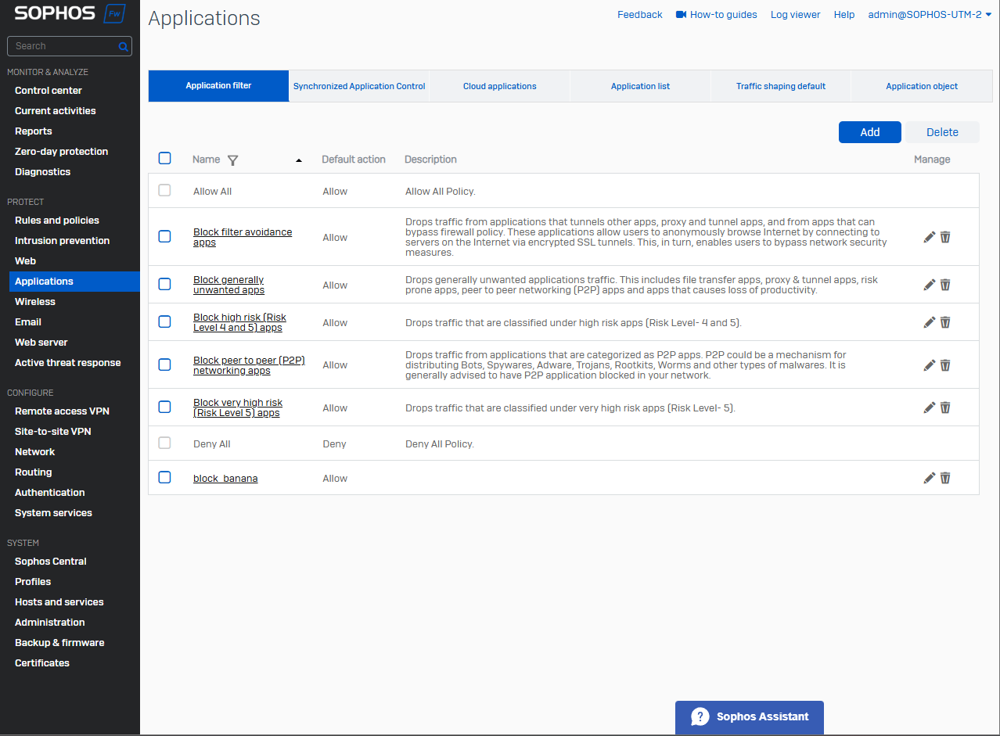 SOPHOS Fw
Search
MONITOR & ANALYZE
Control center
Current activities
Reports
Zero-day protection
Diagnostics
PROTECT
Rules and policies
Intrusion prevention
Web
Applications
Wireless
Email
Web server
Active threat response
CONFIGURE
Remote access VPN
Site-to-site VPN
Network
Routing
Authentication
System services
SYSTEM
Sophos Central
Profiles
Hosts and services
Administration
Backup & firmware
Certificates
Applications
Feedback How-to guides Log viewer Help admin@SOPHOS-UTM-2
Application filter Synchronized Application Control Cloud applications Application list Traffic shaping default Application object
Add Delete
Name Default action Description Manage
Allow All Allow Allow All Policy.
Block filter avoidance
apps
Allow
Drops traffic from applications that tunnels other apps, proxy and tunnel apps, and from apps that can
bypass firewall policy. These applications allow users to anonymously browse Internet by connecting to
servers on the Internet via encrypted SSL tunnels. This, in turn, enables users to bypass network security
measures.
Block generally
unwanted apps
Allow
Drops generally unwanted applications traffic. This includes file transfer apps, proxy & tunnel apps, risk
prone apps, peer to peer networking (P2P) apps and apps that causes loss of productivity.
Block high risk (Risk
Level 4 and 5) apps
Allow
Drops traffic that are classified under high risk apps (Risk Level- 4 and 5).
Block peer to peer (P2P)
networking apps
Allow
Drops traffic from applications that are categorized as P2P apps. P2P could be a mechanism for
distributing Bots, Spywares, Adware, Trojans, Rootkits, Worms and other types of malwares. It is
generally advised to have P2P application blocked in your network.
Block very high risk
(Risk Level 5) apps
Allow
Drops traffic that are classified under very high risk apps (Risk Level- 5).
Deny All Deny Deny All Policy.
block_banana Allow
? Sophos Assistant